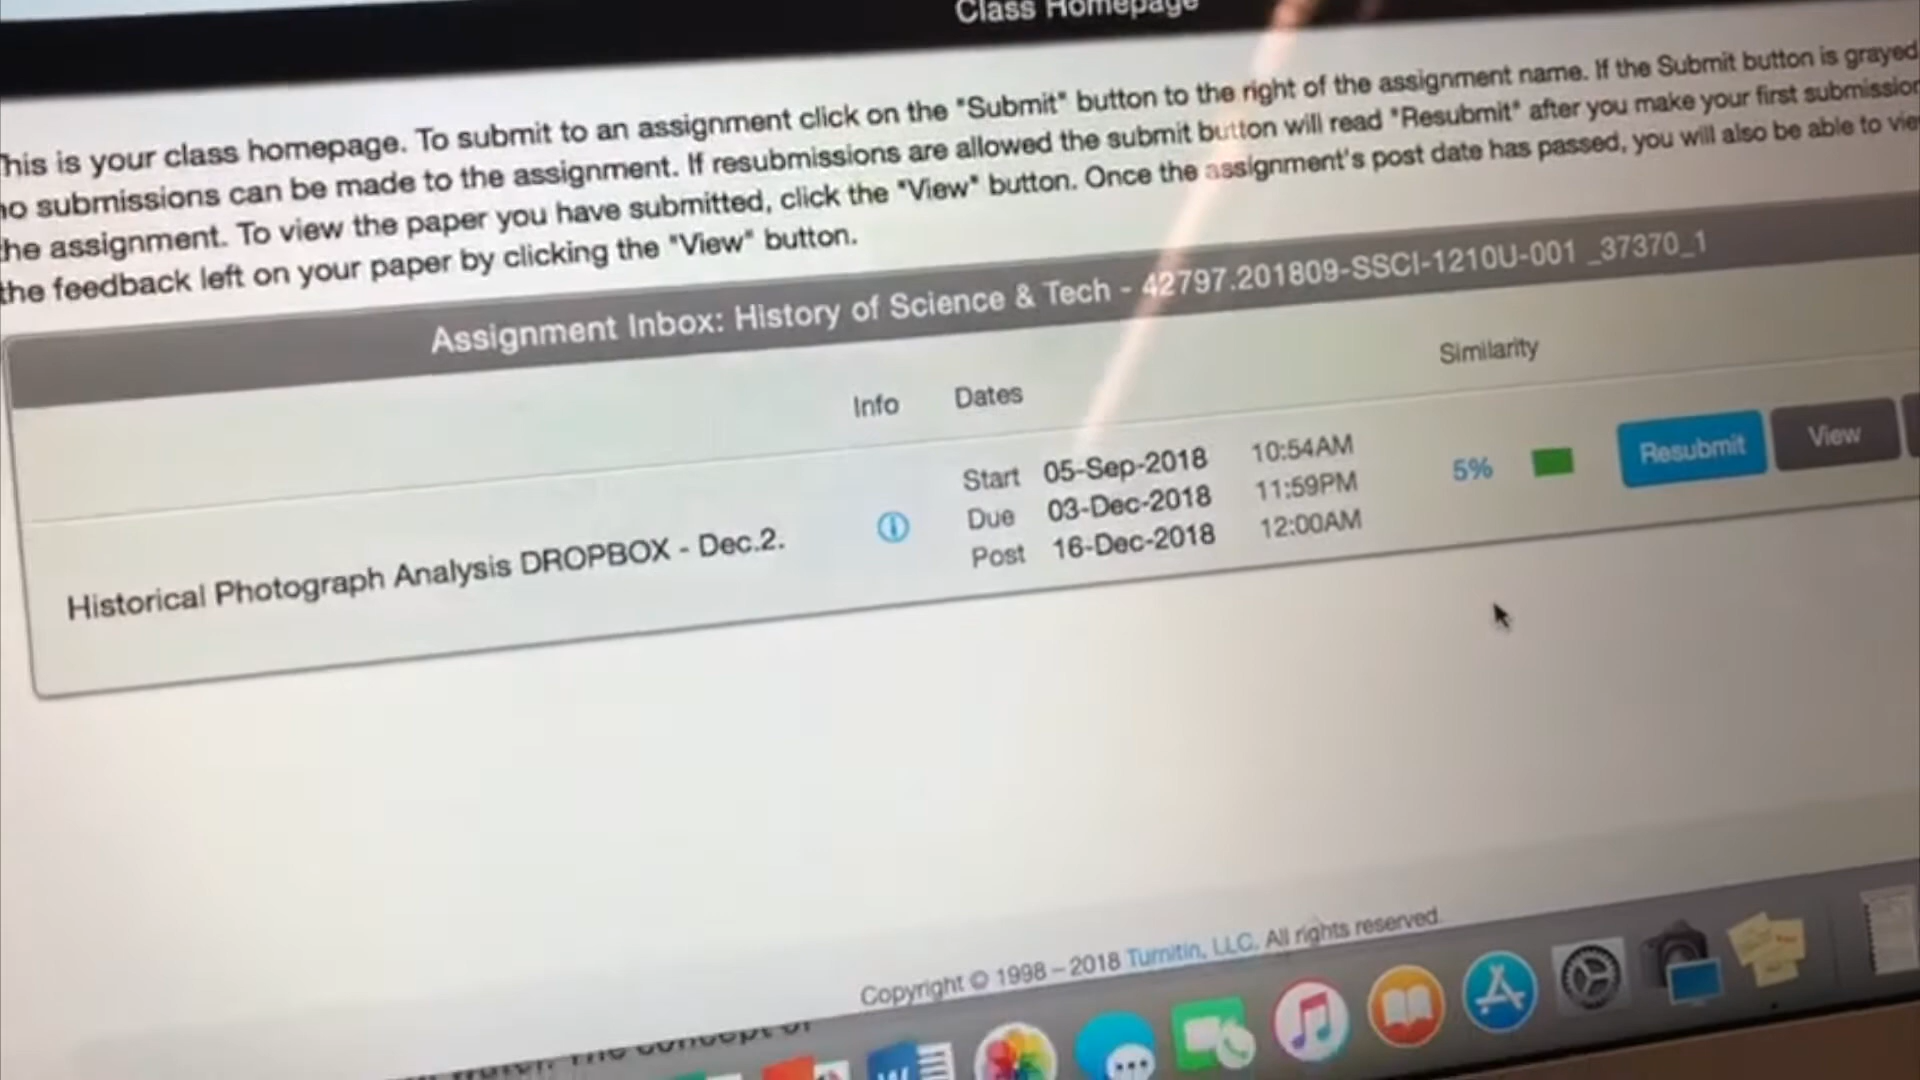 Class Homepage
This is your class homepage. To submit to an assignment click on the "Submit" button to the right of the assignment name. If the Submit button is grayed
no submissions can be made to the assignment. If resubmissions are allowed the submit button will read "Resubmit" after you make your first submission
the assignment. To view the paper you have submitted, click the "View" button. Once the assignment's post date has passed, you will also be able to view
the feedback left on your paper by clicking the "View" button.
Assignment Inbox: History of Science & Tech - 42797.201809-SSCI-1210U-001 _37370_1
Info Dates Similarity
Historical Photograph Analysis DROPBOX - Dec.2.
Start 05-Sep-2018 10:54AM
Due 03-Dec-2018 11:59PM
Post 16-Dec-2018 12:00AM
5% Resubmit View
Copyright © 1998 – 2018 Turnitin, LLC. All rights reserved.
The concept of
W